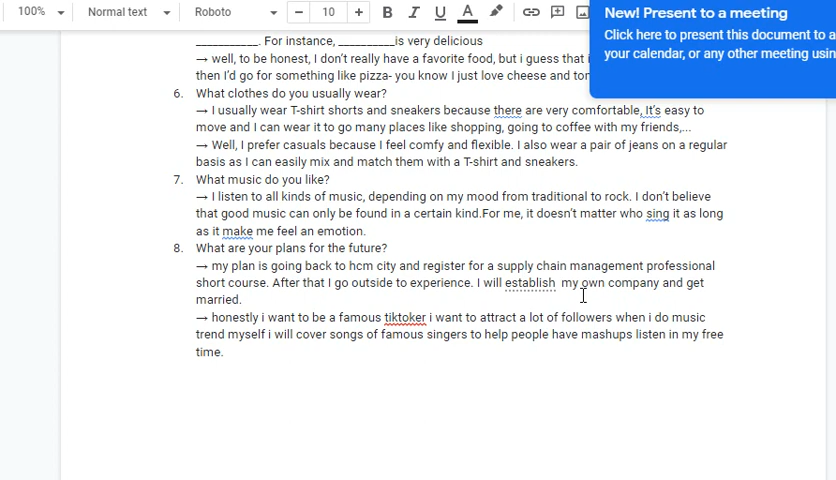 100%
Normal text
Roboto
10
B I U A
New! Present to a meeting
Click here to present this document to a
your calendar, or any other meeting usin
___________. For instance, __________is very delicious
→ well, to be honest, I don't really have a favorite food, but i guess that i
then I'd go for something like pizza- you know I just love cheese and
6. What clothes do you usually wear?
→ I usually wear T-shirt shorts and sneakers because there are very comfortable, It's easy to
move and I can wear it to go many places like shopping, going to coffee with my friends,...
→ Well, I prefer casuals because I feel comfy and flexible. I also wear a pair of jeans on a regular
basis as I can easily mix and match them with a T-shirt and sneakers.
7. What music do you like?
→ I listen to all kinds of music, depending on my mood from traditional to rock. I don't believe
that good music can only be found in a certain kind.For me, it doesn't matter who sing it as long
as it make me feel an emotion.
8. What are your plans for the future?
→ my plan is going back to hcm city and register for a supply chain management professional
short course. After that I go outside to experience. I will establish my own company and get
married.
→ honestly i want to be a famous tiktoker i want to attract a lot of followers when i do music
trend myself i will cover songs of famous singers to help people have mashups listen in my free
time.